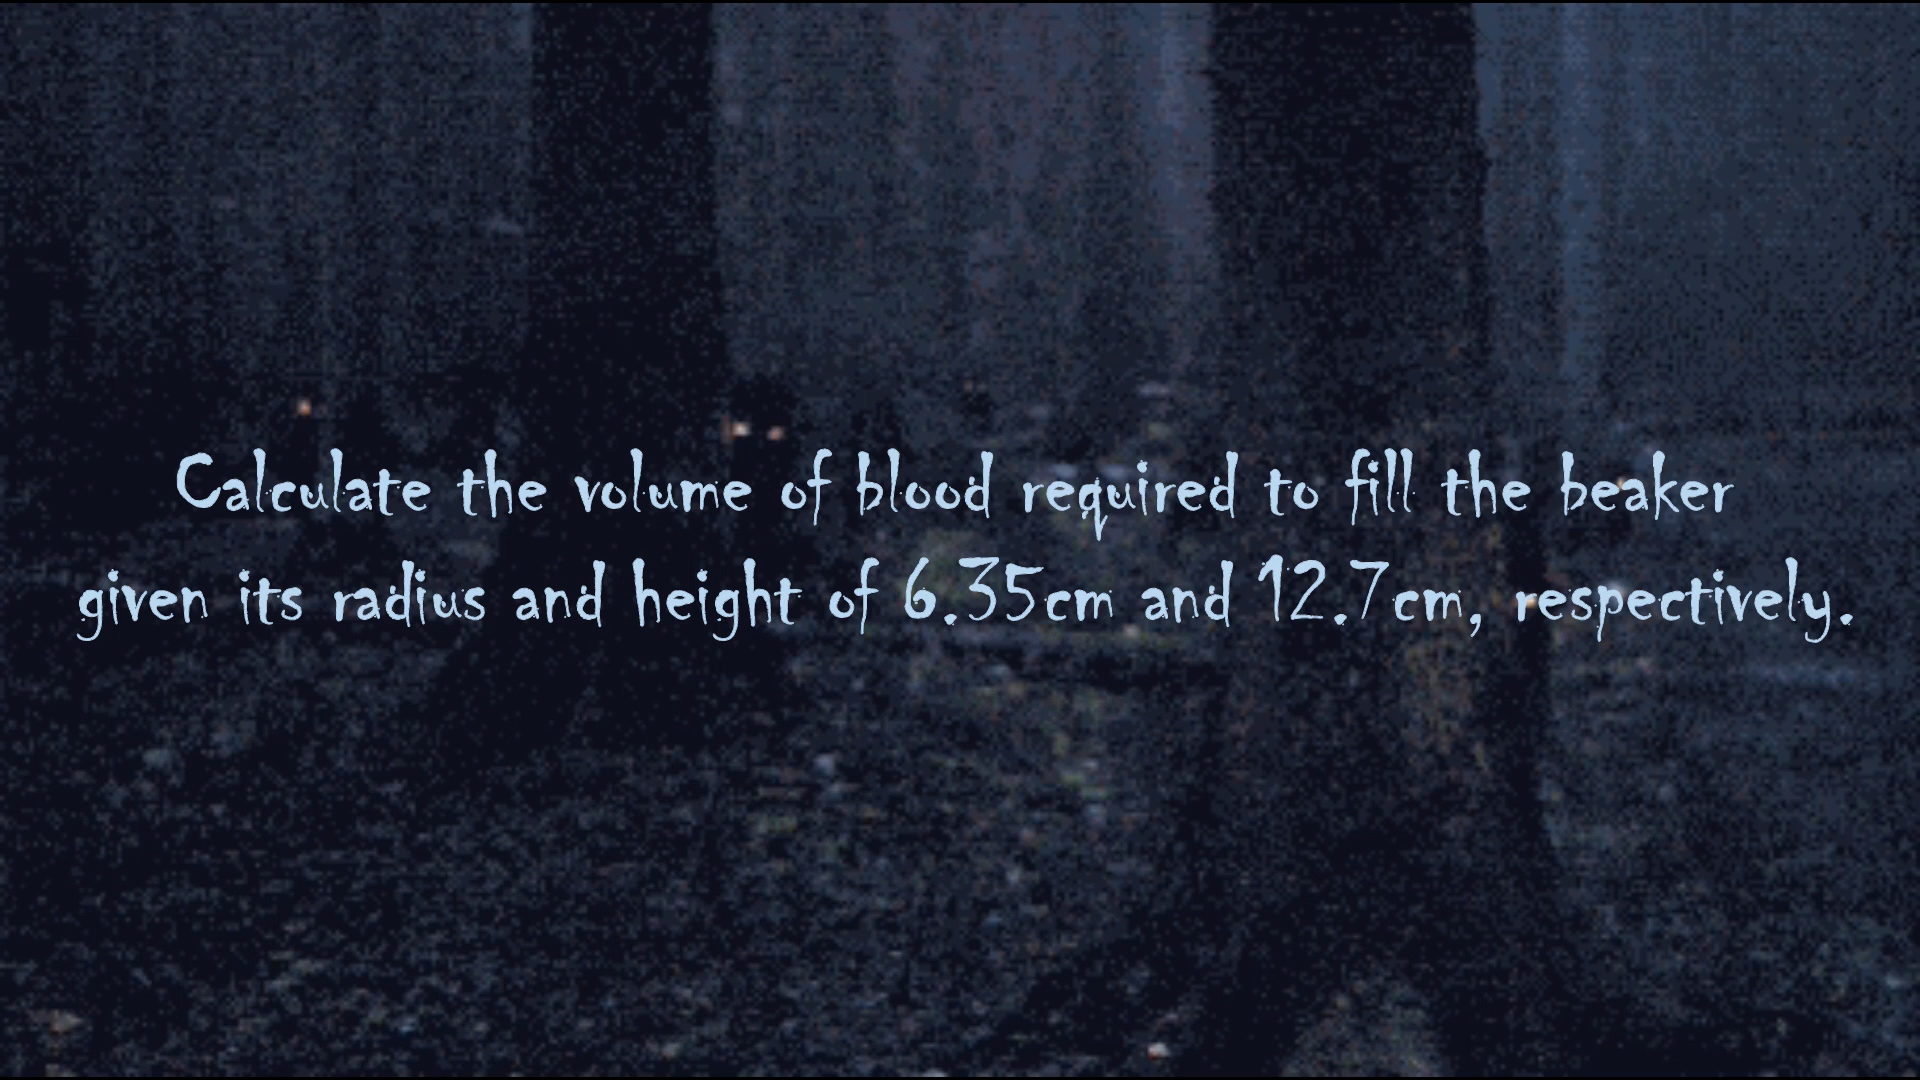 Calculate the volume of blood required to fill the beaker
given its radius and height of 6.35cm and 12.7cm, respectively.